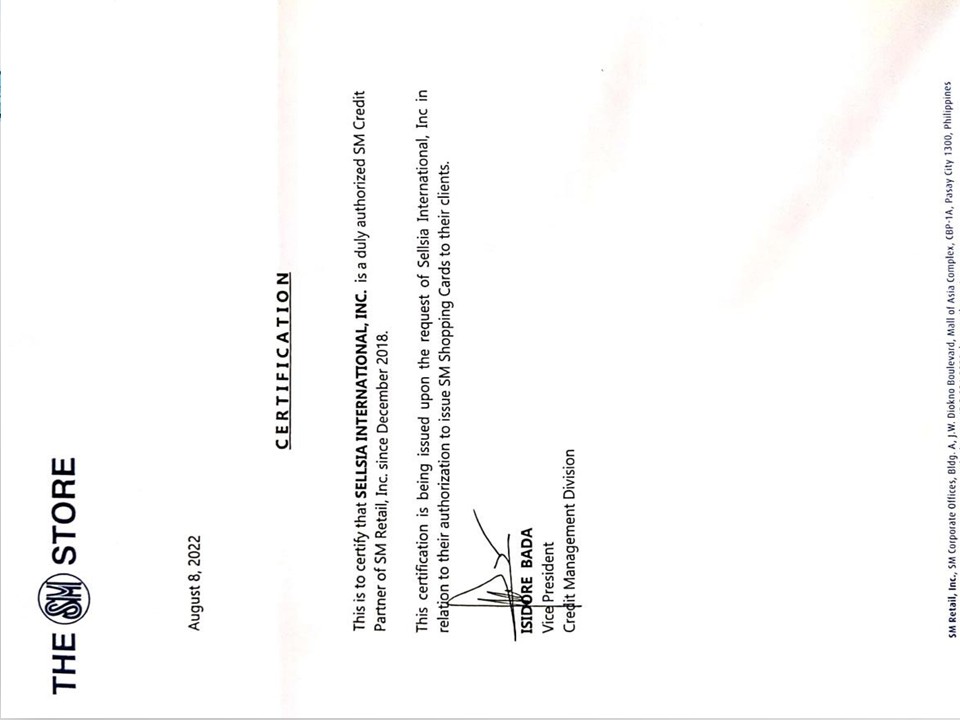 THE SM STORE
August 8, 2022
CERTIFICATION
This is to certify that SELLSIA INTERNATIONAL, INC. is a duly authorized SM Credit
Partner of SM Retail, Inc. since December 2018.
This certification is being issued upon the request of Sellsia International, Inc in
relation to their authorization to issue SM Shopping Cards to their clients.
ISIDORE BADA
Vice President
Credit Management Division
SM Retail, Inc., SM Corporate Offices, Bldg. A, J.W. Diokno Boulevard, Mall of Asia Complex, CBP-1A, Pasay City 1300, Philippines